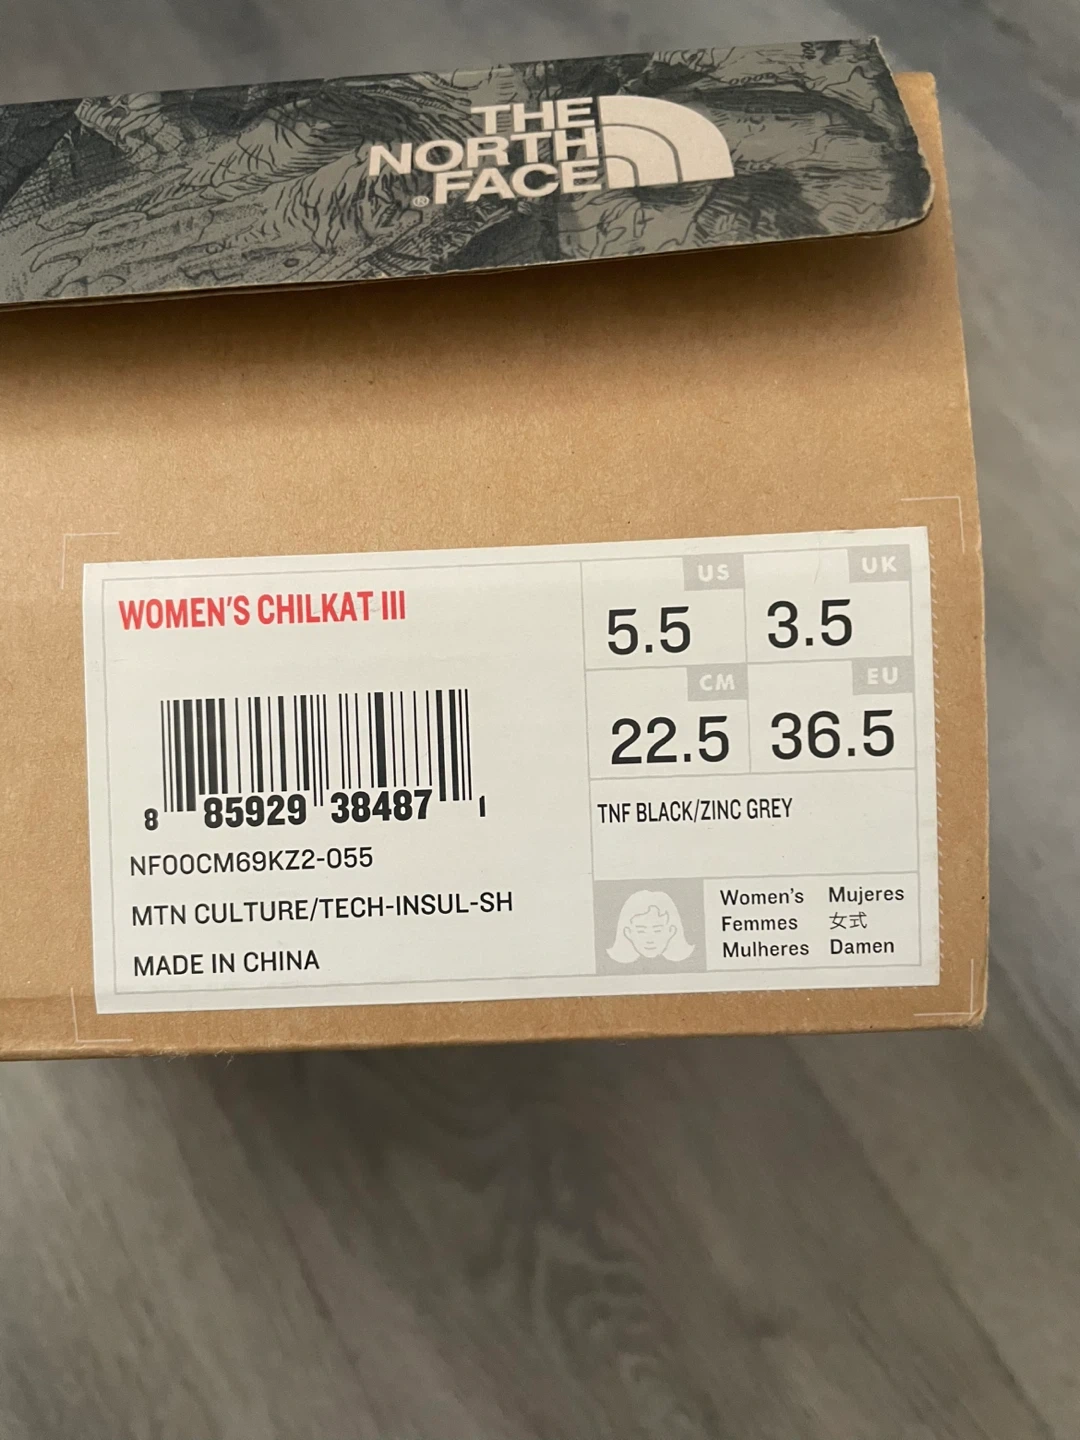 THE
NORTH
FACE®
WOMEN'S CHILKAT III
US
5.5
UK
3.5
CM
22.5
EU
36.5
8 85929 38487 1
TNF BLACK/ZINC GREY
NF00CM69KZ2-055
MTN CULTURE/TECH-INSUL-SH
MADE IN CHINA
Women's Mujeres
Femmes 女式
Mulheres Damen